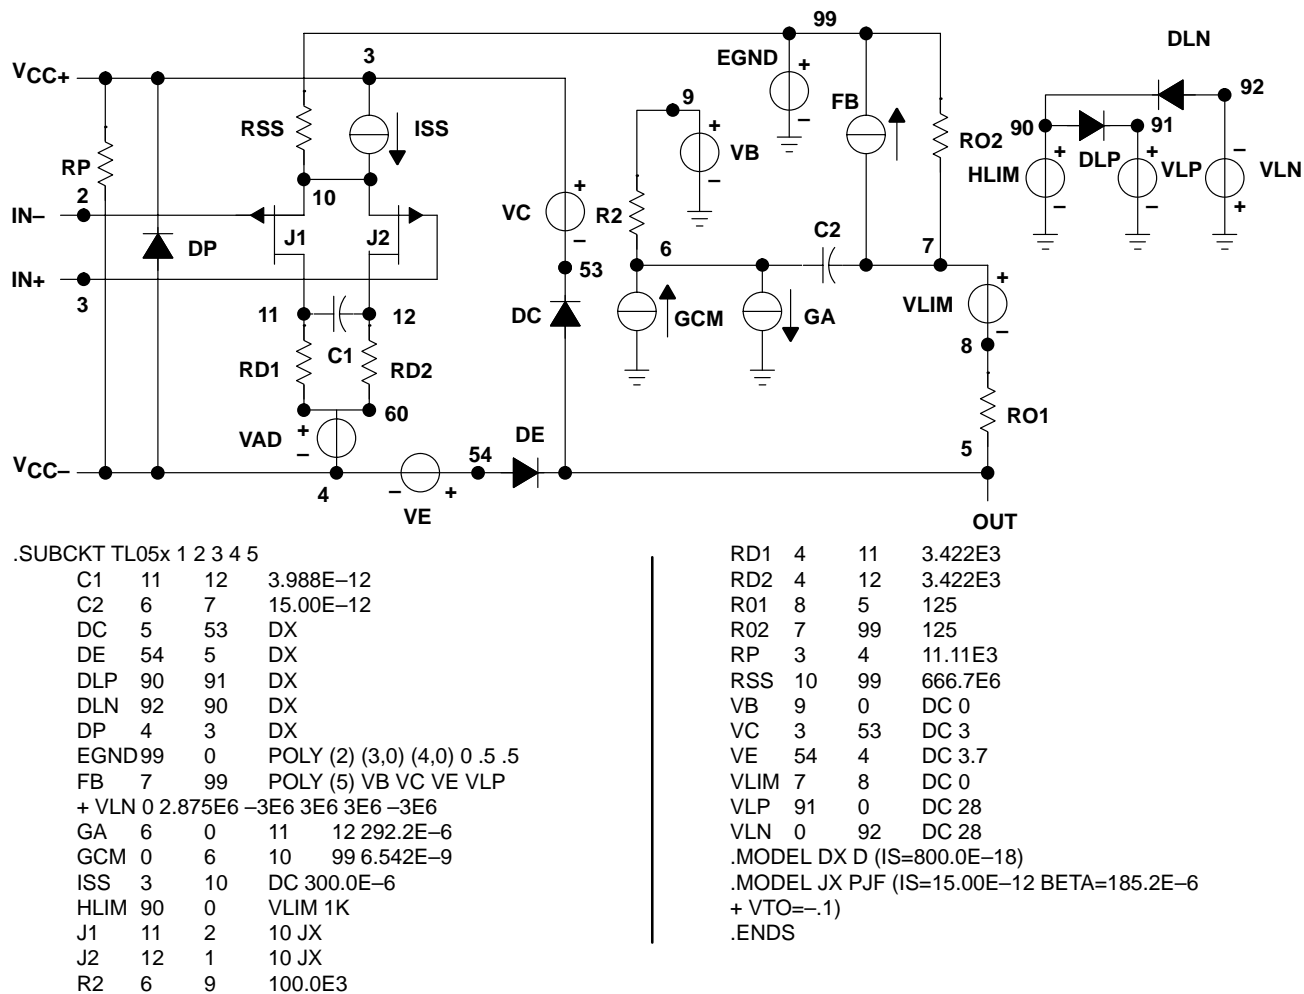 99
DLN
3
VCC+
EGND
+
92
9
FB
RSS
ISS
+
VB
–
90
91
–
RP
RO2
DLP
+
+
HLIM
VLP
VLN
10
2
–
–
+
IN–
+
VC
R2
C2
J1
J2
–
7
DP
6
IN+
53
3
+
VLIM
11
12
DC
GCM
GA
–
C1
8
RD1
RD2
60
RO1
+
DE
VAD
–
54
5
VCC–
4
–
+
VE
OUT
.SUBCKT TL05x 1 2 3 4 5
C1 11 12 3.988E–12
C2 6 7 15.00E–12
DC 5 53 DX
DE 54 5 DX
DLP 90 91 DX
DLN 92 90 DX
DP 4 3 DX
EGND 99 0 POLY (2) (3,0) (4,0) 0 .5 .5
FB 7 99 POLY (5) VB VC VE VLP
+ VLN 0 2.875E6 –3E6 3E6 3E6 –3E6
GA 6 0 11 12 292.2E–6
GCM 0 6 10 99 6.542E–9
ISS 3 10 DC 300.0E–6
HLIM 90 0 VLIM 1K
J1 11 2 10 JX
J2 12 1 10 JX
R2 6 9 100.0E3
RD1 4 11 3.422E3
RD2 4 12 3.422E3
R01 8 5 125
R02 7 99 125
RP 3 4 11.11E3
RSS 10 99 666.7E6
VB 9 0 DC 0
VC 3 53 DC 3
VE 54 4 DC 3.7
VLIM 7 8 DC 0
VLP 91 0 DC 28
VLN 0 92 DC 28
.MODEL DX D (IS=800.0E–18)
.MODEL JX PJF (IS=15.00E–12 BETA=185.2E–6
+ VTO=–.1)
.ENDS